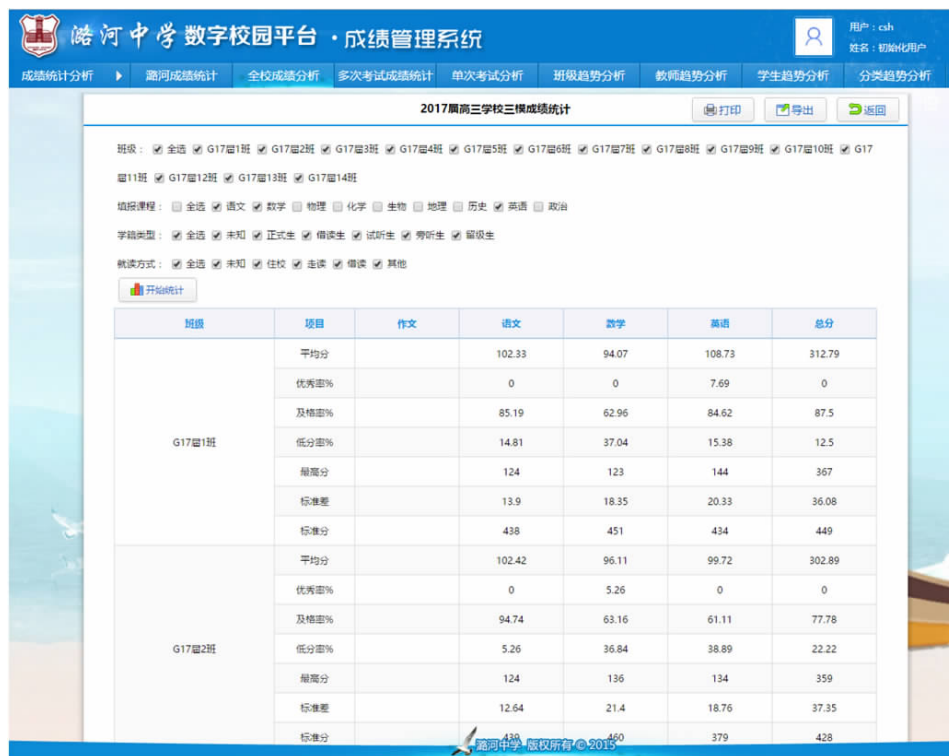 潞河中学 数字校园平台 · 成绩管理系统
用户：csh
姓名：初始化用户
成绩统计分析 潞河成绩统计 全校成绩分析 多次考试成绩统计 单次考试分析 班级趋势分析 教师趋势分析 学生趋势分析 分类趋势分析
2017届高三学校三模成绩统计 打印 导出 返回
班级： 全选 G17届1班 G17届2班 G17届3班 G17届4班 G17届5班 G17届6班 G17届7班 G17届8班 G17届9班 G17届10班 G17
届11班 G17届12班 G17届13班 G17届14班
填报课程： 全选 语文 数学 物理 化学 生物 地理 历史 英语 政治
学籍类型： 全选 未知 正式生 借读生 试听生 旁听生 留级生
就读方式： 全选 未知 住校 走读 借读 其他
开始统计
班级 项目 作文 语文 数学 英语 总分
平均分 102.33 94.07 108.73 312.79
优秀率% 0 0 7.69 0
及格率% 85.19 62.96 84.62 87.5
G17届1班 低分率% 14.81 37.04 15.38 12.5
最高分 124 123 144 367
标准差 13.9 18.35 20.33 36.08
标准分 438 451 434 449
平均分 102.42 96.11 99.72 302.89
优秀率% 0 5.26 0 0
及格率% 94.74 63.16 61.11 77.78
G17届2班 低分率% 5.26 36.84 38.89 22.22
最高分 124 136 134 359
标准差 12.64 21.4 18.76 37.35
标准分 460 379 428
潞河中学 版权所有 © 2015